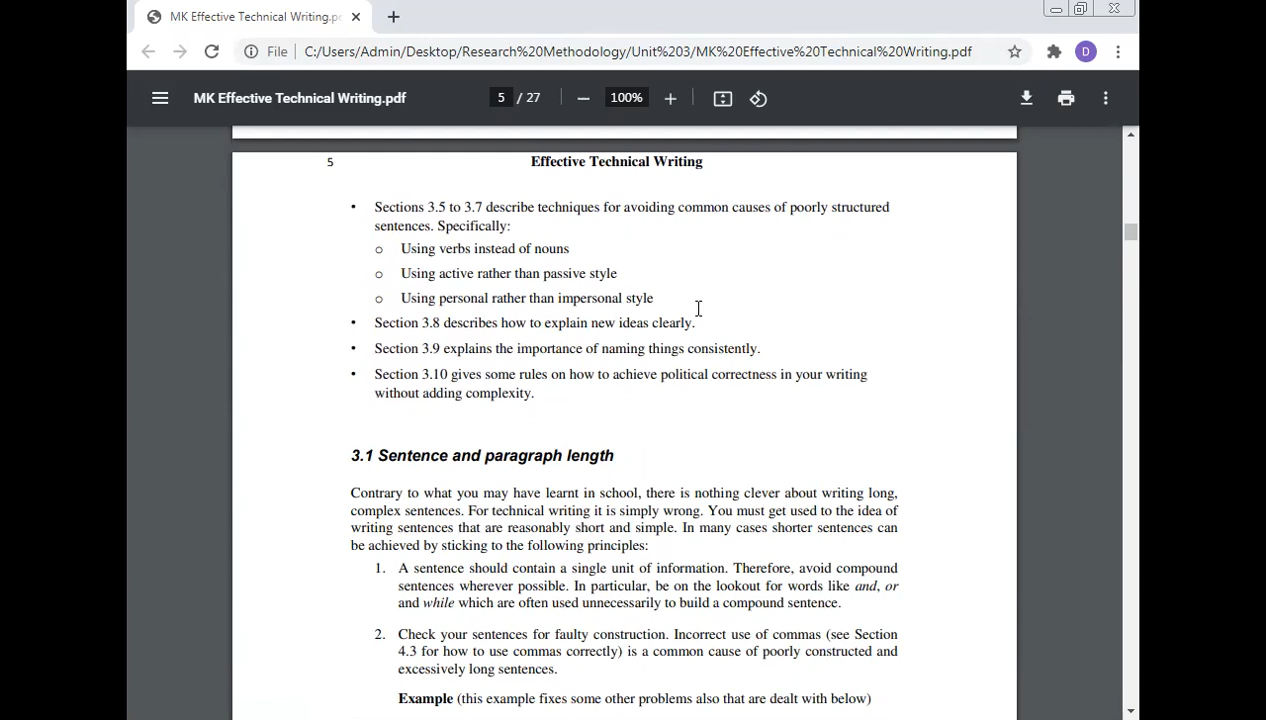 MK Effective Technical Writing.pd
File C:/Users/Admin/Desktop/Research%20Methodology/Unit%203/MK%20Effective%20Technical%20Writing.pdf
D
MK Effective Technical Writing.pdf
5 / 27
100%
5 Effective Technical Writing
• Sections 3.5 to 3.7 describe techniques for avoiding common causes of poorly structured
sentences. Specifically:
o Using verbs instead of nouns
o Using active rather than passive style
o Using personal rather than impersonal style
• Section 3.8 describes how to explain new ideas clearly.
• Section 3.9 explains the importance of naming things consistently.
• Section 3.10 gives some rules on how to achieve political correctness in your writing
without adding complexity.
3.1 Sentence and paragraph length
Contrary to what you may have learnt in school, there is nothing clever about writing long,
complex sentences. For technical writing it is simply wrong. You must get used to the idea of
writing sentences that are reasonably short and simple. In many cases shorter sentences can
be achieved by sticking to the following principles:
1. A sentence should contain a single unit of information. Therefore, avoid compound
sentences wherever possible. In particular, be on the lookout for words like and, or
and while which are often used unnecessarily to build a compound sentence.
2. Check your sentences for faulty construction. Incorrect use of commas (see Section
4.3 for how to use commas correctly) is a common cause of poorly constructed and
excessively long sentences.
Example (this example fixes some other problems also that are dealt with below)